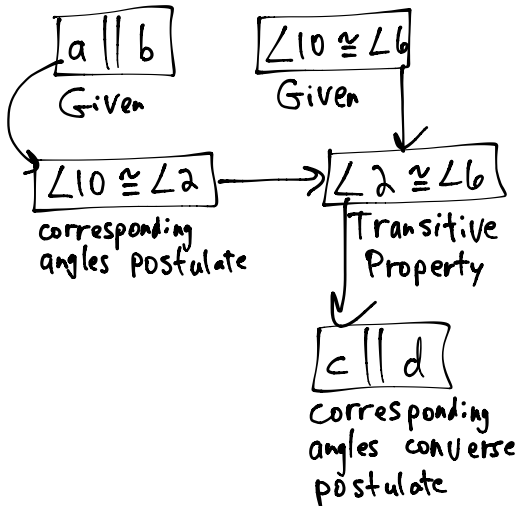 a || b
Given
∠10 ≅ ∠6
Given
∠10 ≅ ∠2
corresponding
angles postulate
∠2 ≅ ∠6
Transitive
Property
c || d
corresponding
angles converse
postulate